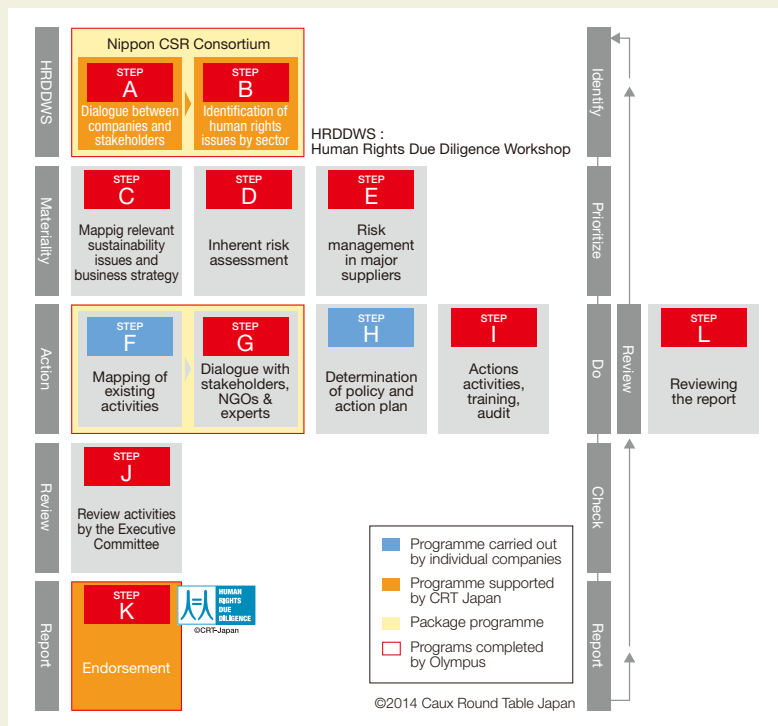 HRDDWS
Nippon CSR Consortium
STEP
A
Dialogue between
companies and
stakeholders
STEP
B
Identification of
human rights
issues by sector
HRDDWS :
Human Rights Due Diligence Workshop
Identify
Materiality
STEP
C
Mappig relevant
sustainability
issues and
business strategy
STEP
D
Inherent risk
assessment
STEP
E
Risk
management
in major
suppliers
Prioritize
Action
STEP
F
Mapping of
existing
activities
STEP
G
Dialogue with
stakeholders,
NGOs &
experts
STEP
H
Determination
of policy and
action plan
STEP
I
Actions
activities,
training,
audit
Do
Review
STEP
L
Reviewing
the report
Review
STEP
J
Review activities
by the Executive
Committee
Check
Programme carried out
by individual companies
Programme supported
by CRT Japan
Package programme
Programs completed
by Olympus
Report
STEP
K
Endorsement
HUMAN
RIGHTS
DUE
DILIGENCE
©CRT-Japan
Report
©2014 Caux Round Table Japan